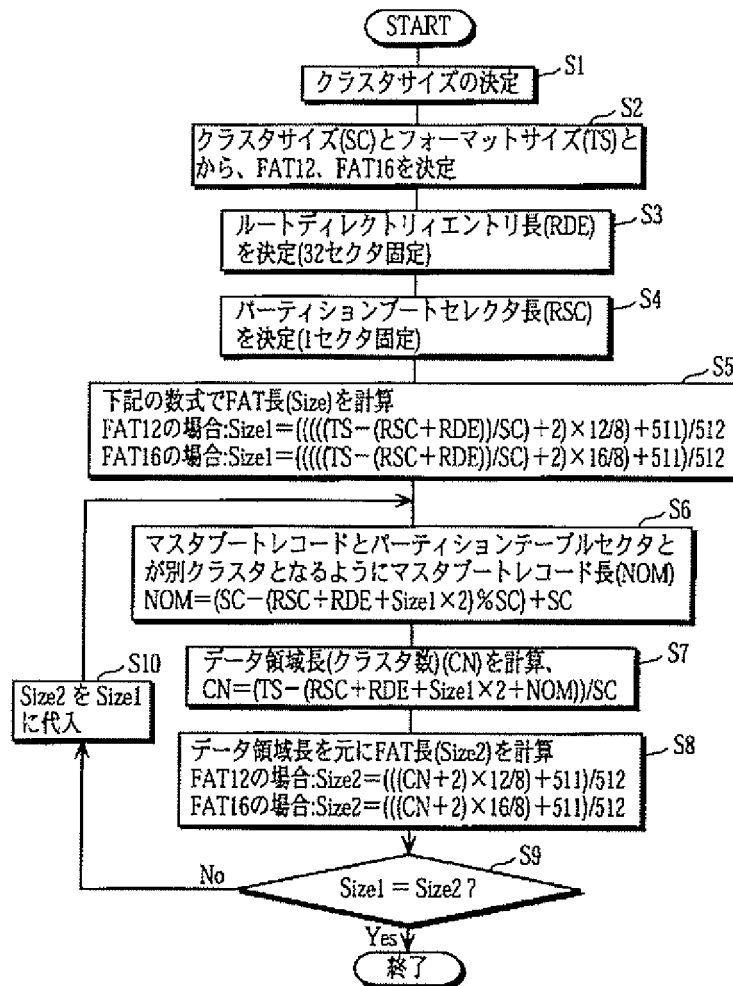 START
S1
クラスタサイズの決定
S2
クラスタサイズ(SC)とフォーマットサイズ(TS)と
から、FAT12、FAT16を決定
S3
ルートディレクトリィエントリ長(RDE)
を決定(32セクタ固定)
S4
パーティションブートセレクタ長(RSC)
を決定(1セクタ固定)
S5
下記の数式でFAT長(Size)を計算
FAT12の場合:Size1=(((((TS-(RSC+RDE))/SC)+2)×12/8)+511)/512
FAT16の場合:Size1=(((((TS-(RSC+RDE))/SC)+2)×16/8)+511)/512
S6
マスタブートレコードとパーティションテーブルセクタと
が別クラスタとなるようにマスタブートレコード長(NOM)
NOM=(SC-(RSC+RDE+Size1×2)%SC)+SC
S7
データ領域長(クラスタ数)(CN)を計算、
CN=(TS-(RSC+RDE+Size1×2+NOM))/SC
S10
Size2 を Size1
に代入
S8
データ領域長を元にFAT長(Size2)を計算
FAT12の場合:Size2=(((CN+2)×12/8)+511)/512
FAT16の場合:Size2=(((CN+2)×16/8)+511)/512
S9
No
Size1 = Size2 ?
Yes
終了